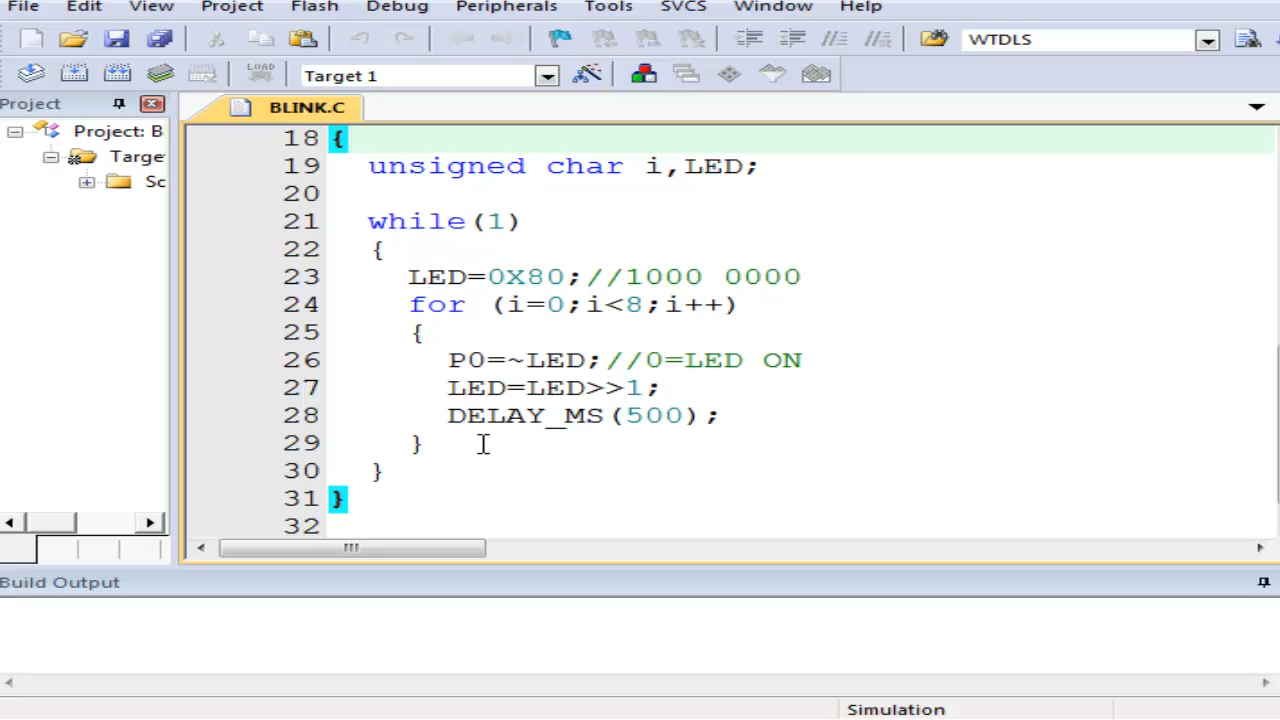 File Edit View Project Flash Debug Peripherals Tools SVCS Window Help
WTDLS
LOAD Target 1
Project
BLINK.C
Project: B
Targe
Sc
18 {
19 unsigned char i,LED;
20
21 while(1)
22 {
23 LED=0X80;//1000 0000
24 for (i=0;i<8;i++)
25 {
26 P0=~LED;//0=LED ON
27 LED=LED>>1;
28 DELAY_MS(500);
29 }
30 }
31 }
32
Build Output
Simulation